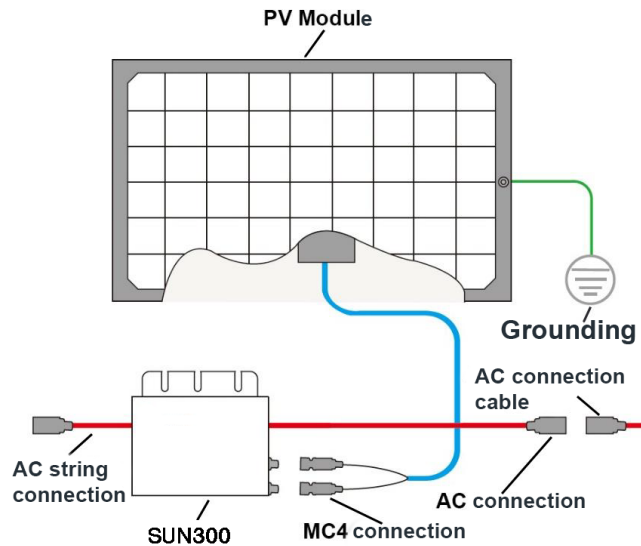 PV Module
Grounding
AC connection
cable
AC string
connection
AC connection
SUN300
MC4 connection